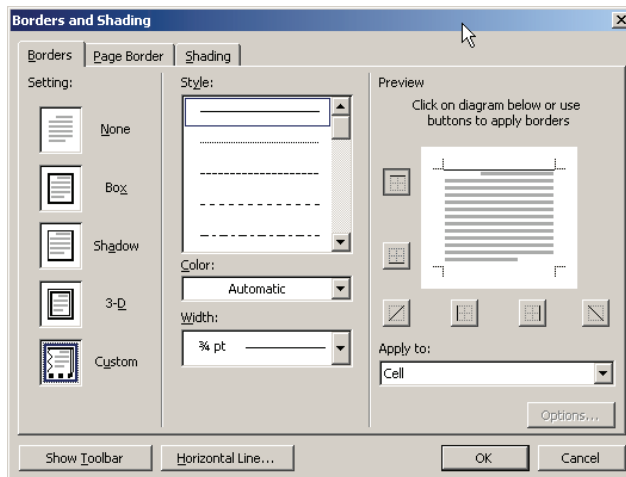 Borders and Shading
Borders
Page Border
Shading
Setting:
None
Box
Shadow
3-D
Custom
Style:
Color:
Automatic
Width:
¾ pt
Preview
Click on diagram below or use
buttons to apply borders
Apply to:
Cell
Options...
Show Toolbar
Horizontal Line...
OK
Cancel